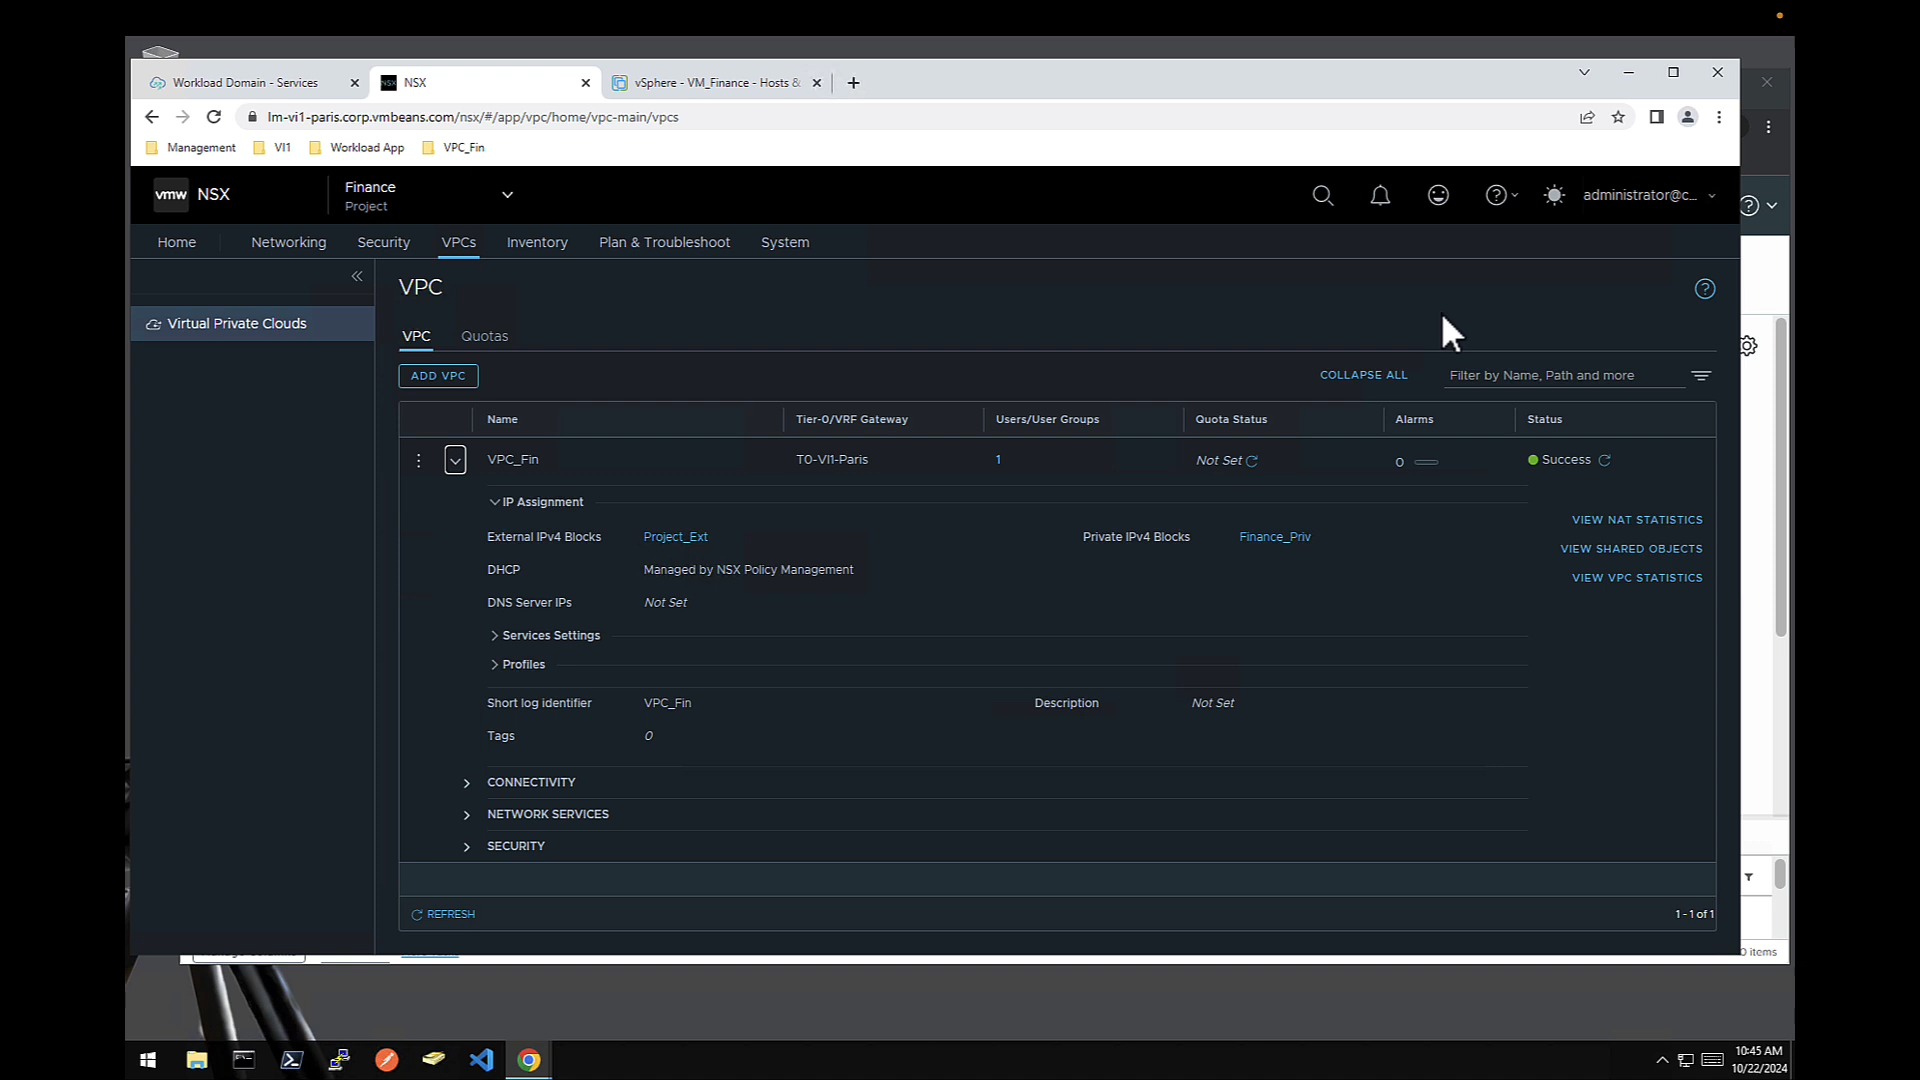 Workload Domain - Services
NSX
vSphere - VM_Finance - Hosts &
lm-vi1-paris.corp.vmbeans.com/nsx/#/app/vpc/home/vpc-main/vpcs
Management
VI1
Workload App
VPC_Fin
vmw NSX
Finance
Project
administrator@c...
Home
Networking
Security
VPCs
Inventory
Plan & Troubleshoot
System
Virtual Private Clouds
VPC
VPC
Quotas
ADD VPC
COLLAPSE ALL
Filter by Name, Path and more
Name
Tier-0/VRF Gateway
Users/User Groups
Quota Status
Alarms
Status
VPC_Fin
T0-VI1-Paris
1
Not Set
0
Success
IP Assignment
External IPv4 Blocks
Project_Ext
Private IPv4 Blocks
Finance_Priv
DHCP
Managed by NSX Policy Management
DNS Server IPs
Not Set
VIEW NAT STATISTICS
VIEW SHARED OBJECTS
VIEW VPC STATISTICS
Services Settings
Profiles
Short log identifier
VPC_Fin
Description
Not Set
Tags
0
CONNECTIVITY
NETWORK SERVICES
SECURITY
REFRESH
1 - 1 of 1
0 items
10:45 AM
10/22/2024